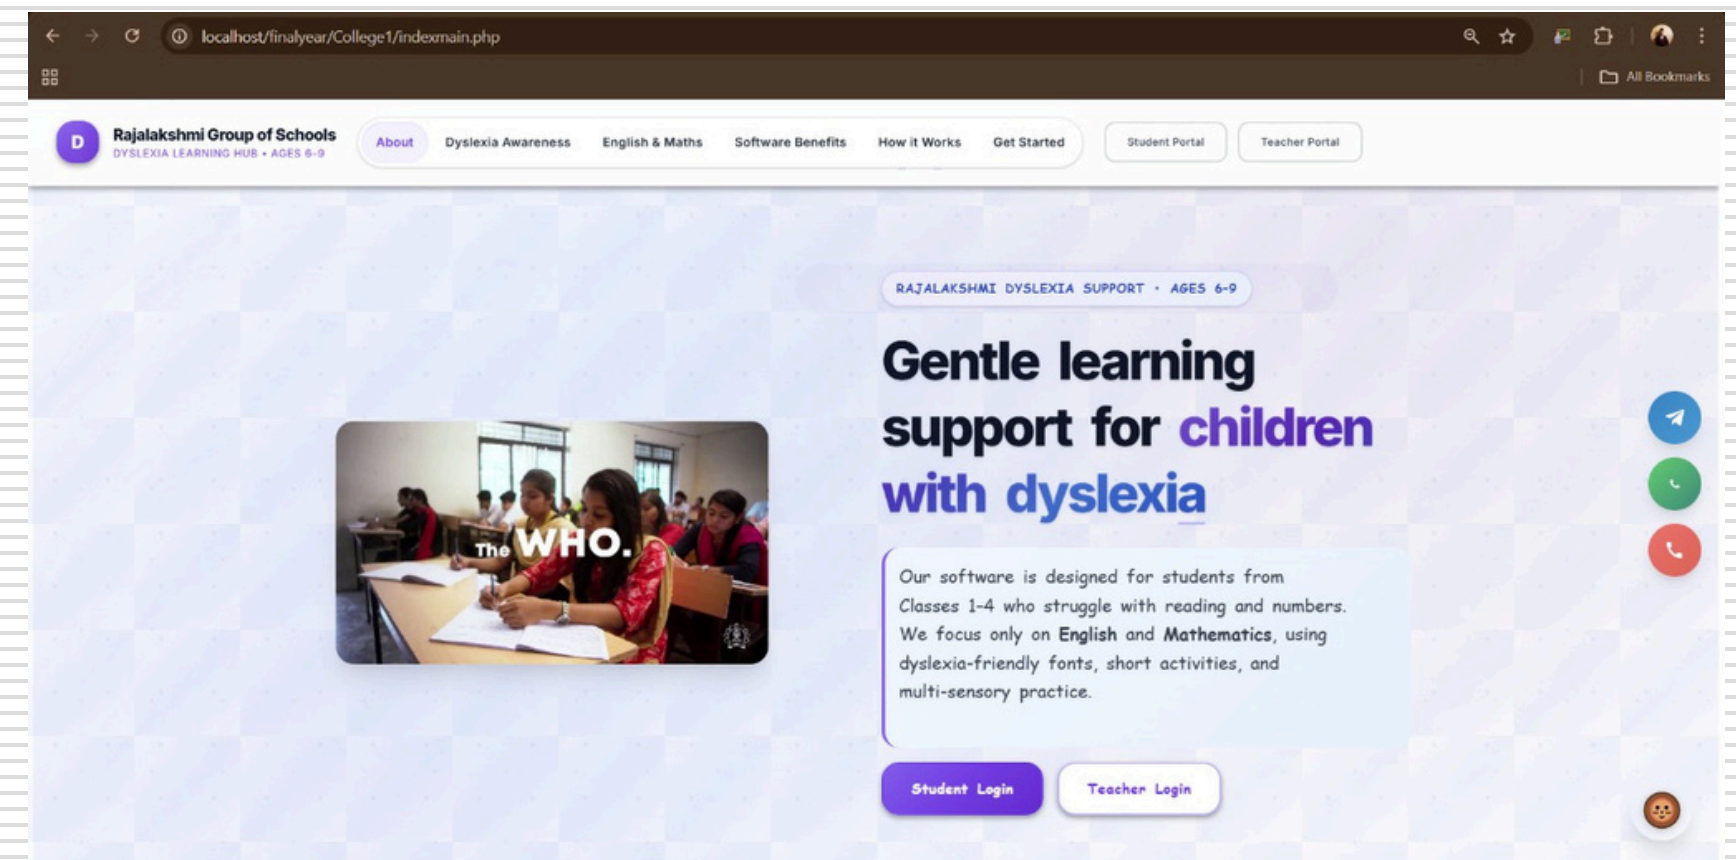 localhost/finalyear/College1/indexmain.php
All Bookmarks
D
Rajalakshmi Group of Schools
DYSLEXIA LEARNING HUB • AGES 6-9
About
Dyslexia Awareness
English & Maths
Software Benefits
How it Works
Get Started
Student Portal
Teacher Portal
RAJALAKSHMI DYSLEXIA SUPPORT • AGES 6-9
Gentle learning
support for children
with dyslexia
The WHO.
Our software is designed for students from
Classes 1–4 who struggle with reading and numbers.
We focus only on English and Mathematics, using
dyslexia-friendly fonts, short activities, and
multi-sensory practice.
Student Login
Teacher Login